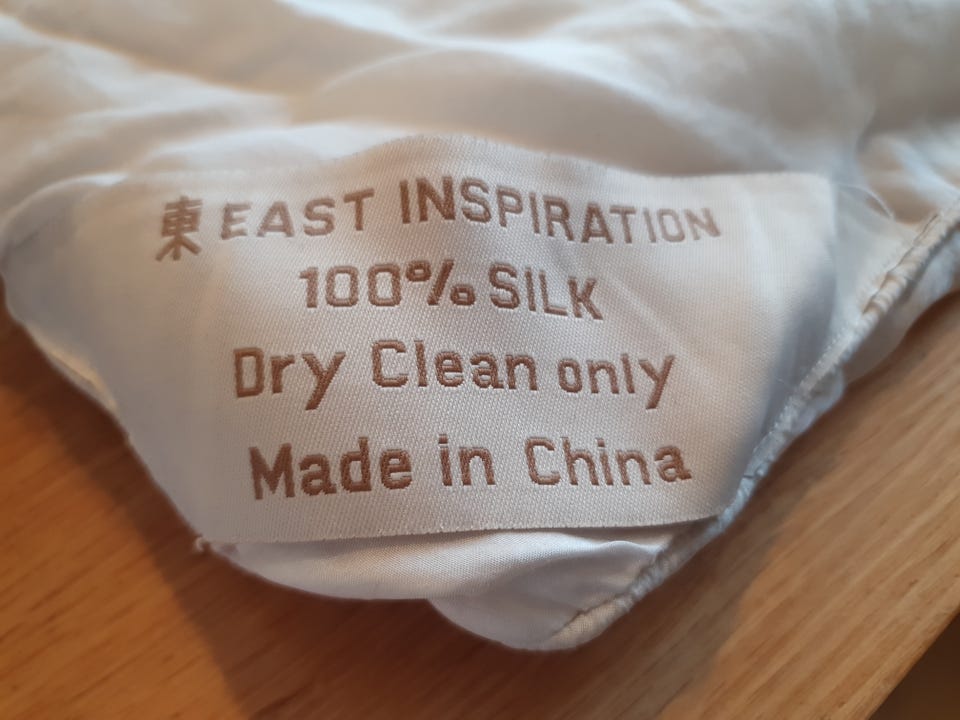 東 EAST INSPIRATION
100% SILK
Dry Clean only
Made in China